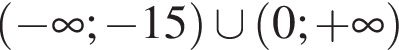 (−∞; −15) ∪ (0; +∞)